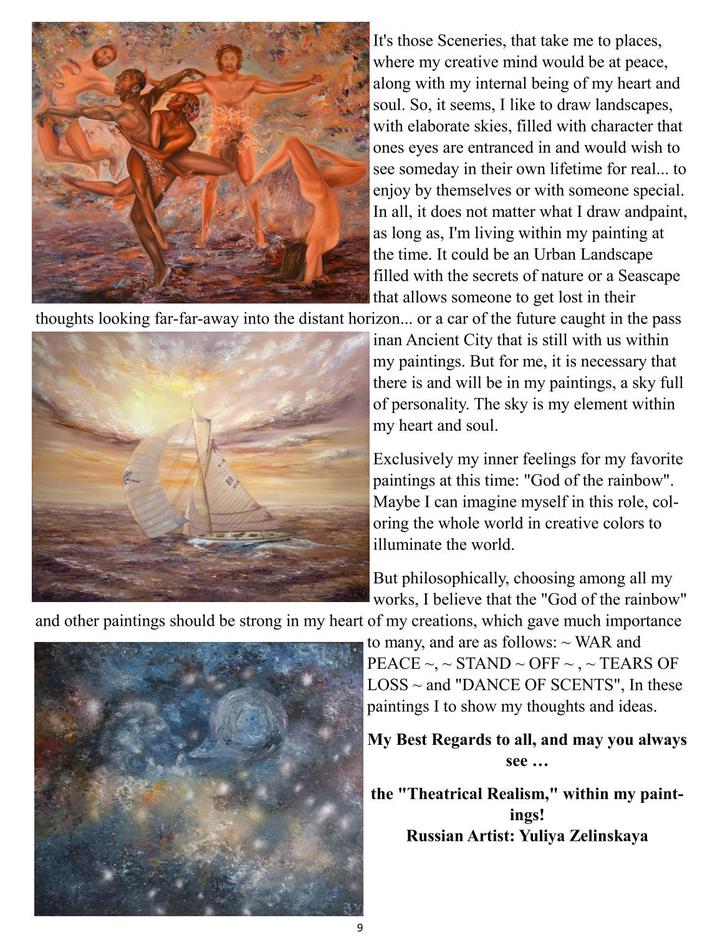 It's those Sceneries, that take me to places,
where my creative mind would be at peace,
along with my internal being of my heart and
soul. So, it seems, I like to draw landscapes,
with elaborate skies, filled with character that
ones eyes are entranced in and would wish to
see someday in their own lifetime for real... to
enjoy by themselves or with someone special.
In all, it does not matter what I draw andpaint,
as long as, I'm living within my painting at
the time. It could be an Urban Landscape
filled with the secrets of nature or a Seascape
that allows someone to get lost in their
thoughts looking far-far-away into the distant horizon... or a car of the future caught in the pass
inan Ancient City that is still with us within
my paintings. But for me, it is necessary that
there is and will be in my paintings, a sky full
of personality. The sky is my element within
my heart and soul.
Exclusively my inner feelings for my favorite
paintings at this time: "God of the rainbow".
Maybe I can imagine myself in this role, col-
oring the whole world in creative colors to
illuminate the world.
But philosophically, choosing among all my
works, I believe that the "God of the rainbow"
and other paintings should be strong in my heart of my creations, which gave much importance
to many, and are as follows: ~ WAR and
PEACE ~, ~ STAND ~ OFF ~ , ~ TEARS OF
LOSS ~ and "DANCE OF SCENTS", In these
paintings I to show my thoughts and ideas.
My Best Regards to all, and may you always
see …
the "Theatrical Realism," within my paint-
ings!
Russian Artist: Yuliya Zelinskaya
9